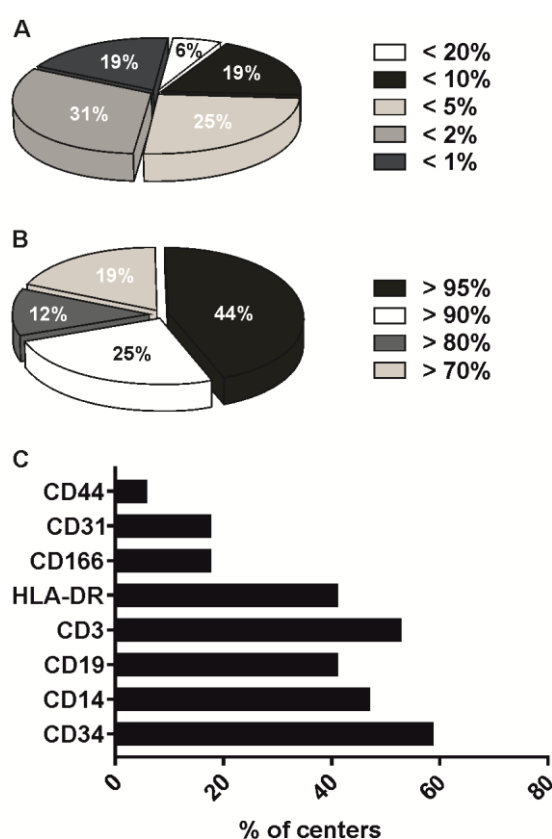 A
6%
19%
19%
31%
25%
< 20%
< 10%
< 5%
< 2%
< 1%
B
19%
12%
44%
25%
> 95%
> 90%
> 80%
> 70%
C
CD44
CD31
CD166
HLA-DR
CD3
CD19
CD14
CD34
0 20 40 60 80
% of centers